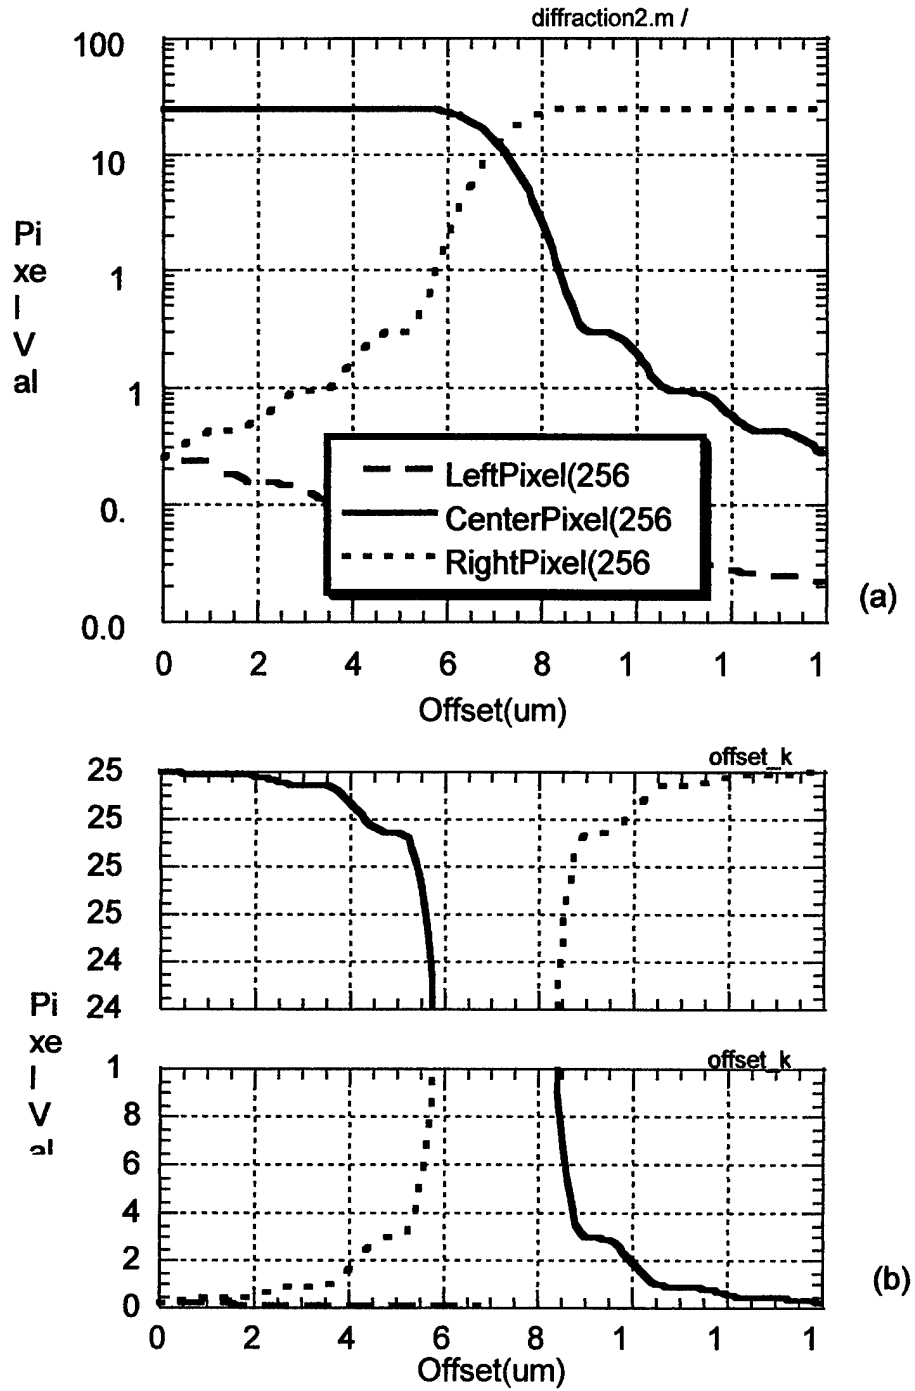 diffraction2.m /
100
10
1
1
0.
0.0
Pi
xe
l
V
al
LeftPixel(256
CenterPixel(256
RightPixel(256
(a)
0 2 4 6 8 1 1 1
Offset(um)
offset_k
25
25
25
25
24
24
Pi
xe
l
V
al
offset_k
1
8
6
4
2
0
(b)
0 2 4 6 8 1 1 1
Offset(um)